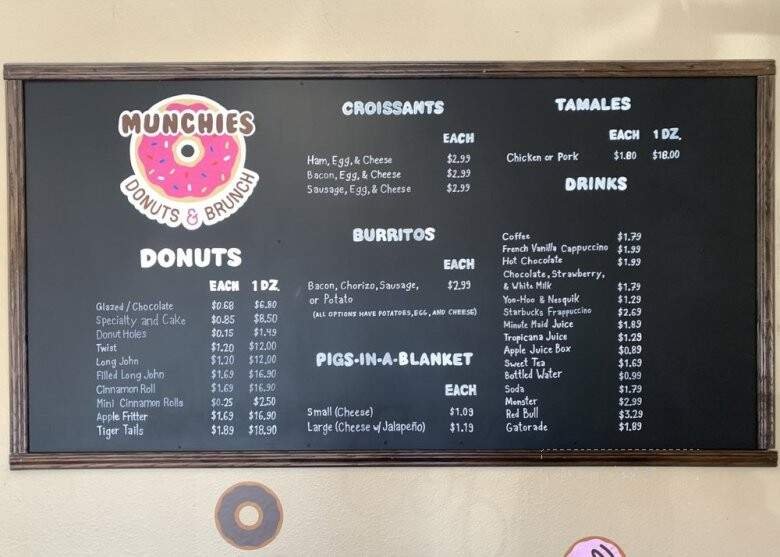 MUNCHIES
DONUTS & BRUNCH
DONUTS
EACH 1 DZ.
Glazed / Chocolate $0.68 $6.80
Specialty and Cake $0.85 $8.50
Donut Holes $0.15 $1.49
Twist $1.20 $12.00
Long John $1.20 $12.00
Filled Long John $1.69 $16.90
Cinnamon Roll $1.69 $16.90
Mini Cinnamon Rolls $0.25 $2.50
Apple Fritter $1.69 $16.90
Tiger Tails $1.89 $18.90
CROISSANTS
EACH
Ham, Egg, & Cheese $2.99
Bacon, Egg, & Cheese $2.99
Sausage, Egg, & Cheese $2.99
BURRITOS
EACH
Bacon, Chorizo, Sausage, $2.99
or Potato
(ALL OPTIONS HAVE POTATOES, EGG, AND CHEESE)
PIGS-IN-A-BLANKET
EACH
Small (Cheese) $1.09
Large (Cheese w/ Jalapeño) $1.19
TAMALES
EACH 1 DZ.
Chicken or Pork $1.80 $18.00
DRINKS
Coffee $1.79
French Vanilla Cappuccino $1.99
Hot Chocolate $1.99
Chocolate, Strawberry,
& White Milk $1.79
Yoo-Hoo & Nesquik $1.29
Starbucks Frappuccino $2.69
Minute Maid Juice $1.89
Tropicana Juice $1.29
Apple Juice Box $0.89
Sweet Tea $1.69
Bottled Water $0.99
Soda $1.79
Monster $2.99
Red Bull $3.29
Gatorade $1.89